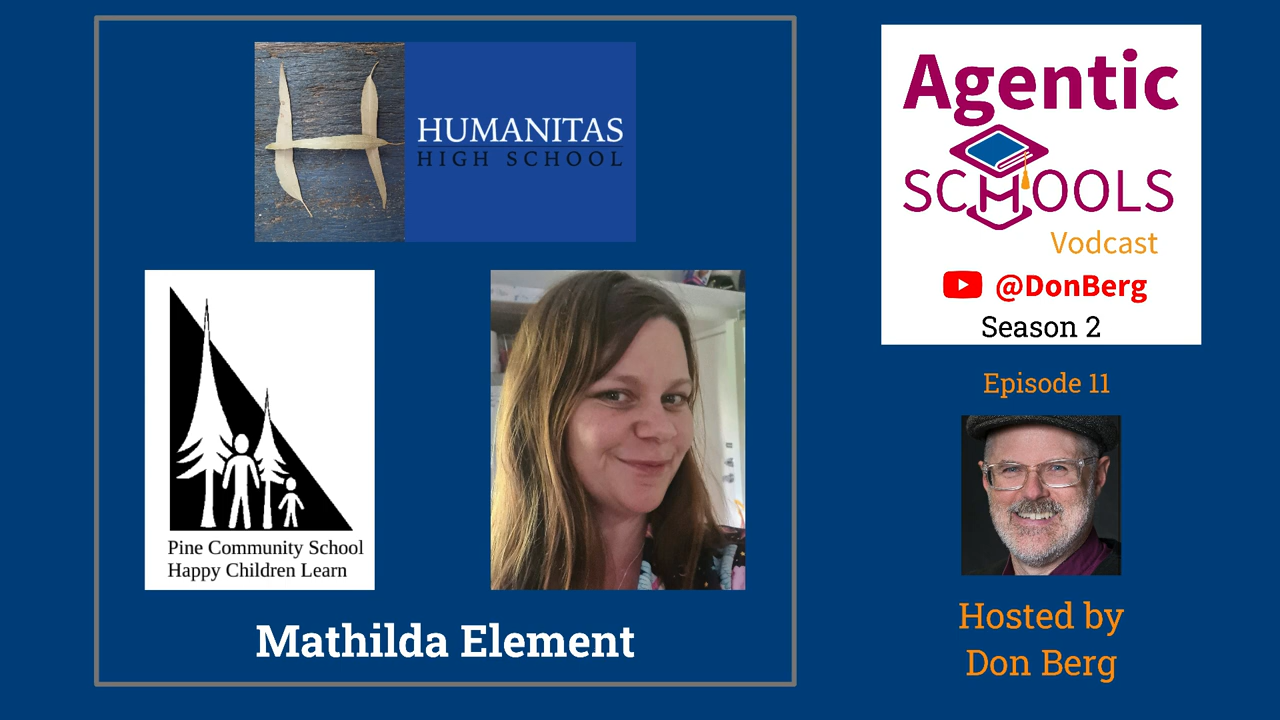 HUMANITAS
HIGH SCHOOL
Pine Community School
Happy Children Learn
Mathilda Element
Agentic
SCHOOLS
Vodcast
@DonBerg
Season 2
Episode 11
Hosted by
Don Berg